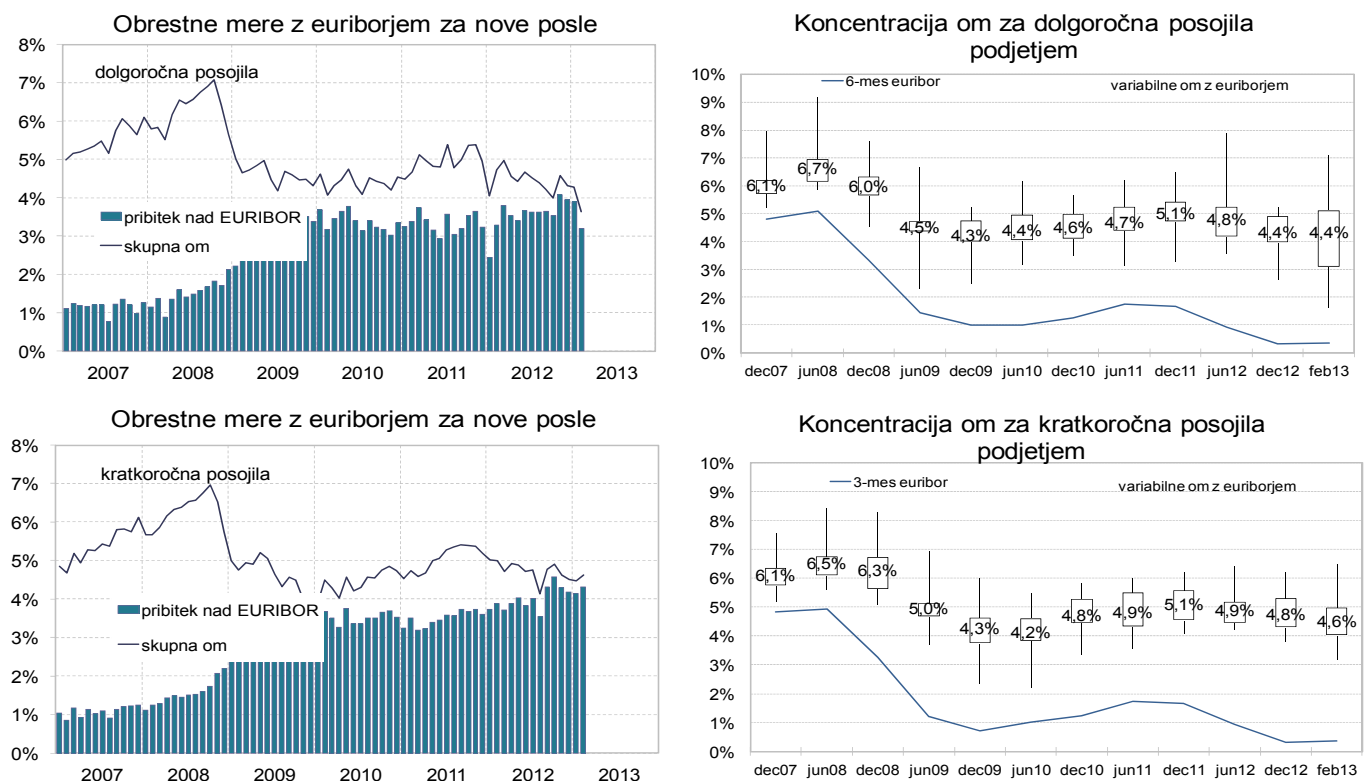 Obrestne mere z euriborjem za nove posle
8%
7%
6%
5%
4%
3%
2%
1%
0%
dolgoročna posojila
pribitek nad EURIBOR
skupna om
2007 2008 2009 2010 2011 2012 2013
Koncentracija om za dolgoročna posojila
podjetjem
10%
9%
8%
7%
6%
5%
4%
3%
2%
1%
0%
6-mes euribor
variabilne om z euriborjem
6,1% 6,7% 6,0% 4,5% 4,3% 4,4% 4,6% 4,7% 5,1% 4,8% 4,4% 4,4%
dec07 jun08 dec08 jun09 dec09 jun10 dec10 jun11 dec11 jun12 dec12 feb13
Obrestne mere z euriborjem za nove posle
8%
7%
6%
5%
4%
3%
2%
1%
0%
kratkoročna posojila
pribitek nad EURIBOR
skupna om
2007 2008 2009 2010 2011 2012 2013
Koncentracija om za kratkoročna posojila
podjetjem
10%
9%
8%
7%
6%
5%
4%
3%
2%
1%
0%
3-mes euribor
variabilne om z euriborjem
6,1% 6,5% 6,3% 5,0% 4,3% 4,2% 4,8% 4,9% 5,1% 4,9% 4,8% 4,6%
dec07 jun08 dec08 jun09 dec09 jun10 dec10 jun11 dec11 jun12 dec12 feb13